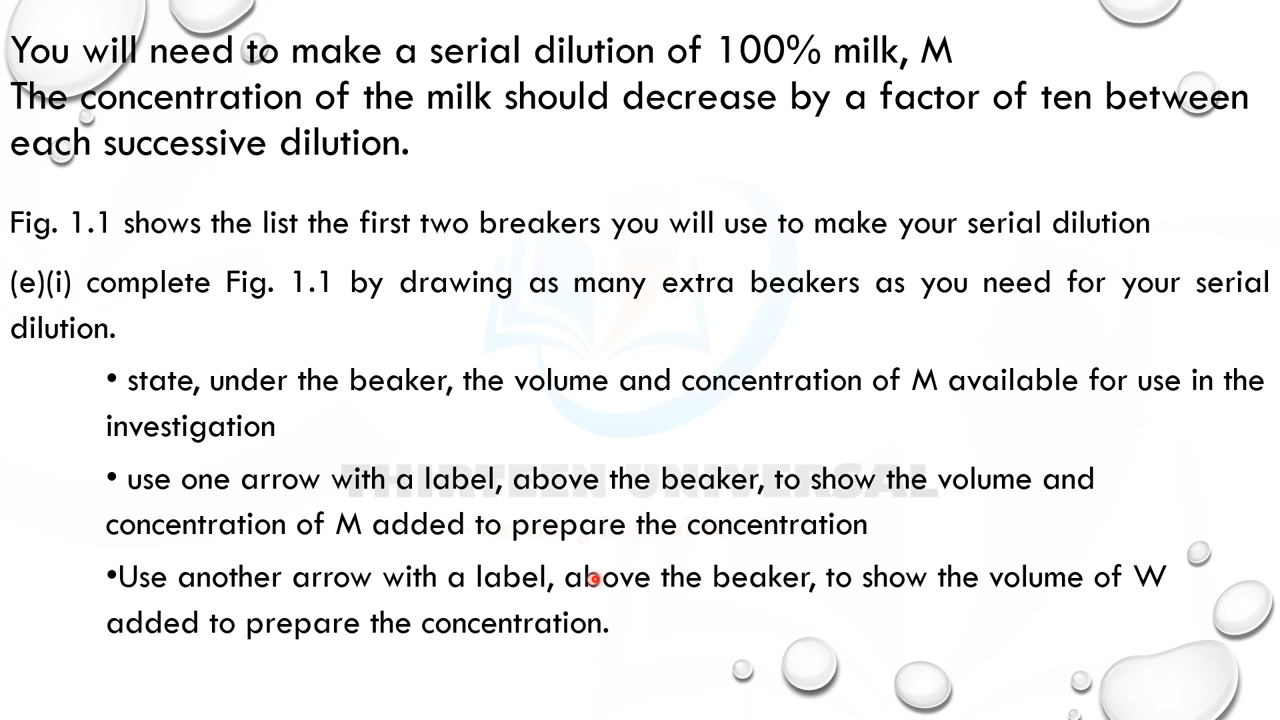 You will need to make a serial dilution of 100% milk, M
The concentration of the milk should decrease by a factor of ten between
each successive dilution.
Fig. 1.1 shows the list the first two breakers you will use to make your serial dilution
(e)(i) complete Fig. 1.1 by drawing as many extra beakers as you need for your serial
dilution.
• state, under the beaker, the volume and concentration of M available for use in the
investigation
• use one arrow with a label, above the beaker, to show the volume and
concentration of M added to prepare the concentration
•Use another arrow with a label, above the beaker, to show the volume of W
added to prepare the concentration.
THIRTEEN UNIVERSAL